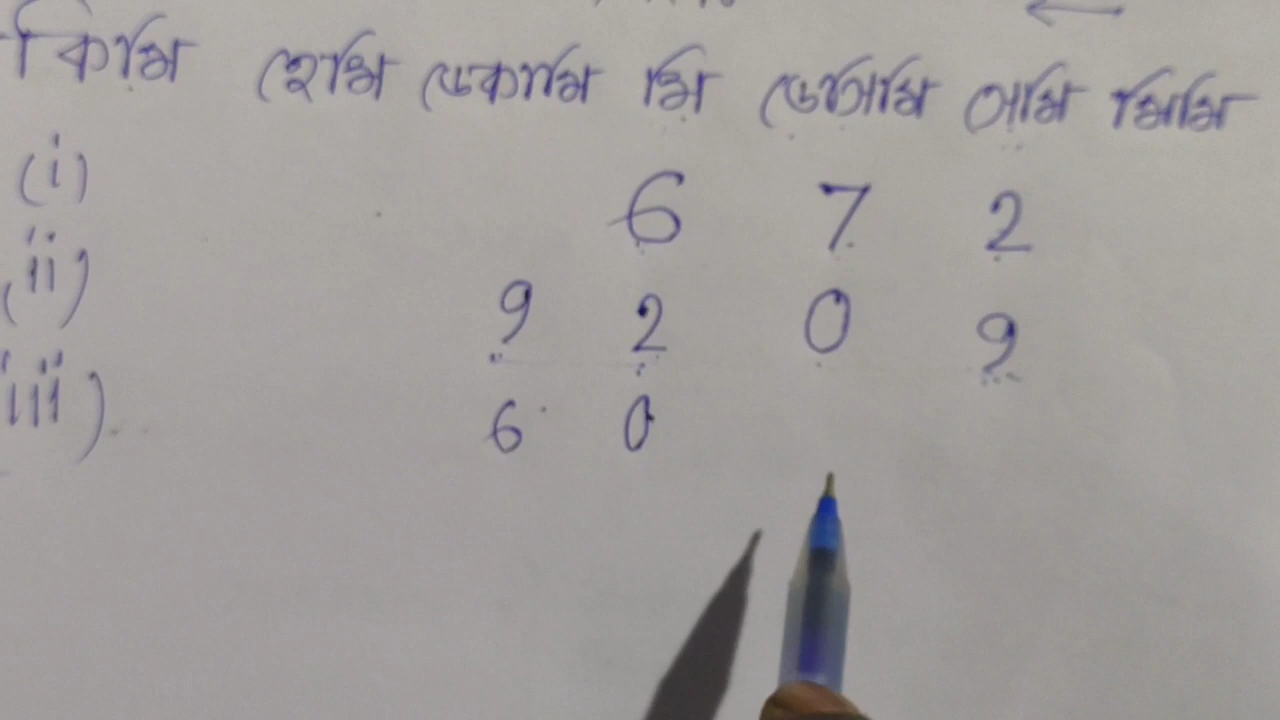 কিমি হেমি ডেকামি মি ডেসিমি সেমি মিমি
(i) 6 7 2
(ii) 9 2 0 9
iii) 6 0